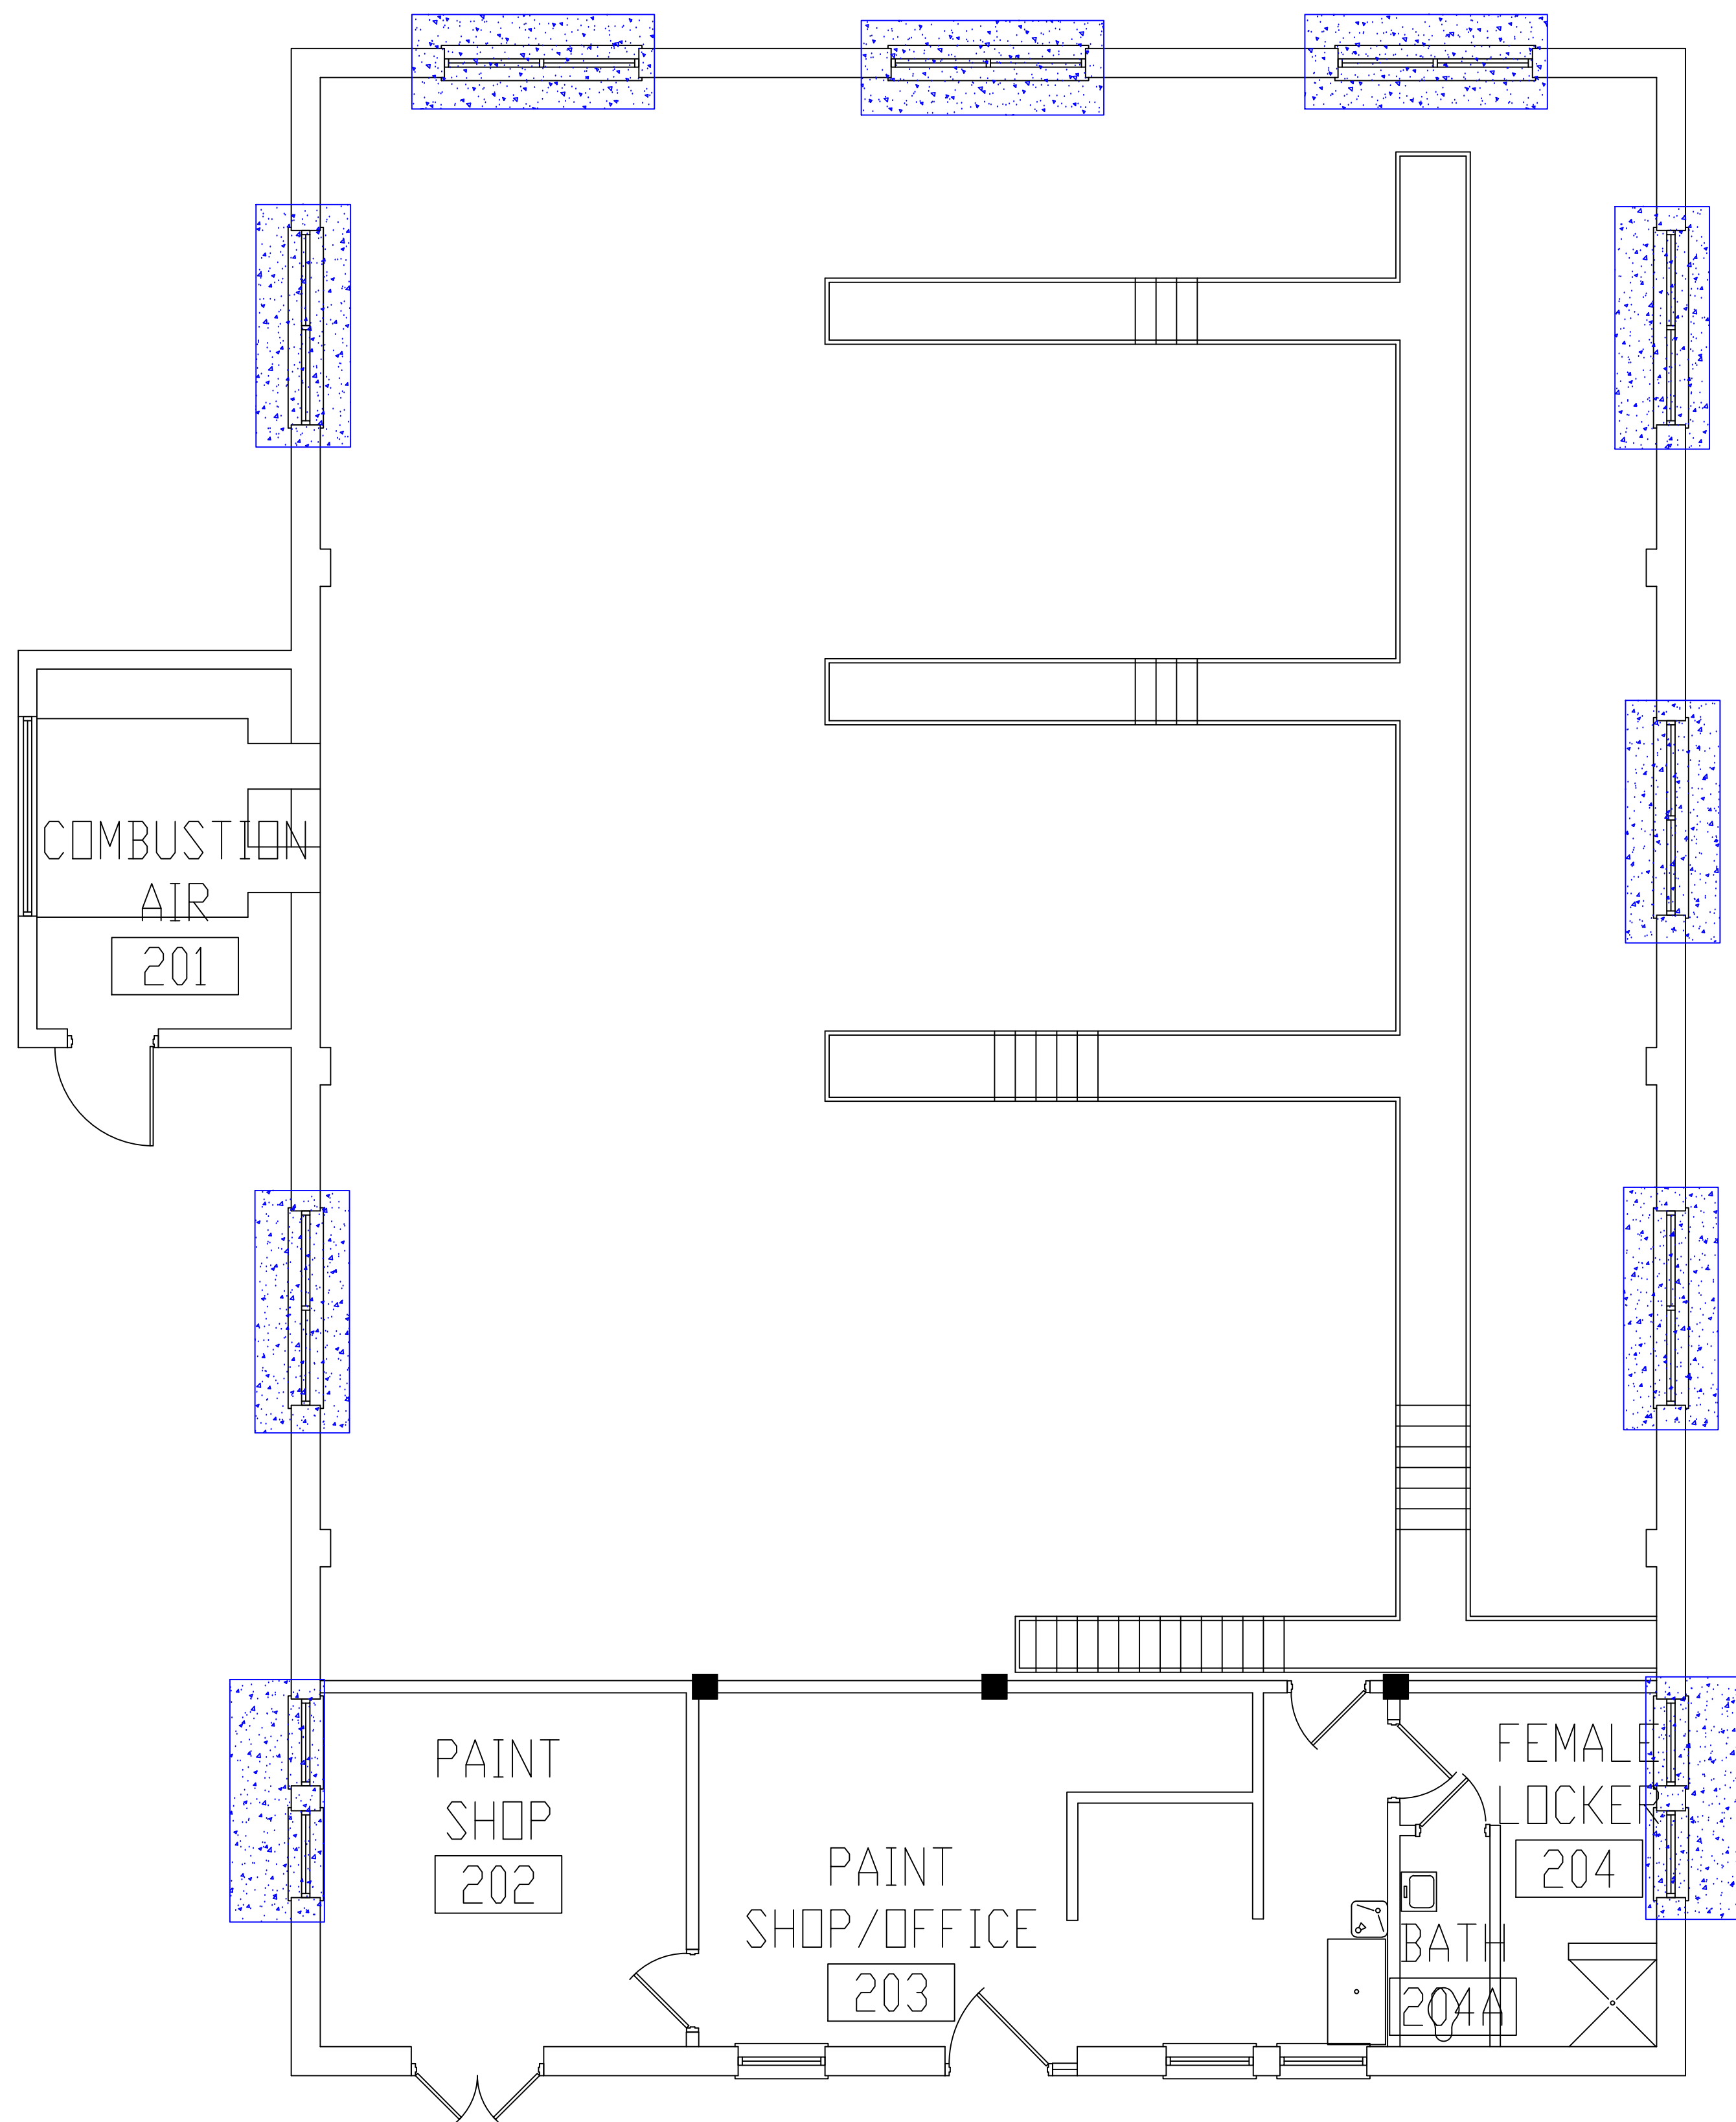 COMBUSTION
AIR
201
PAINT
SHOP
202
PAINT
SHOP/OFFICE
203
FEMALE
LOCKER
204
BATH
204A